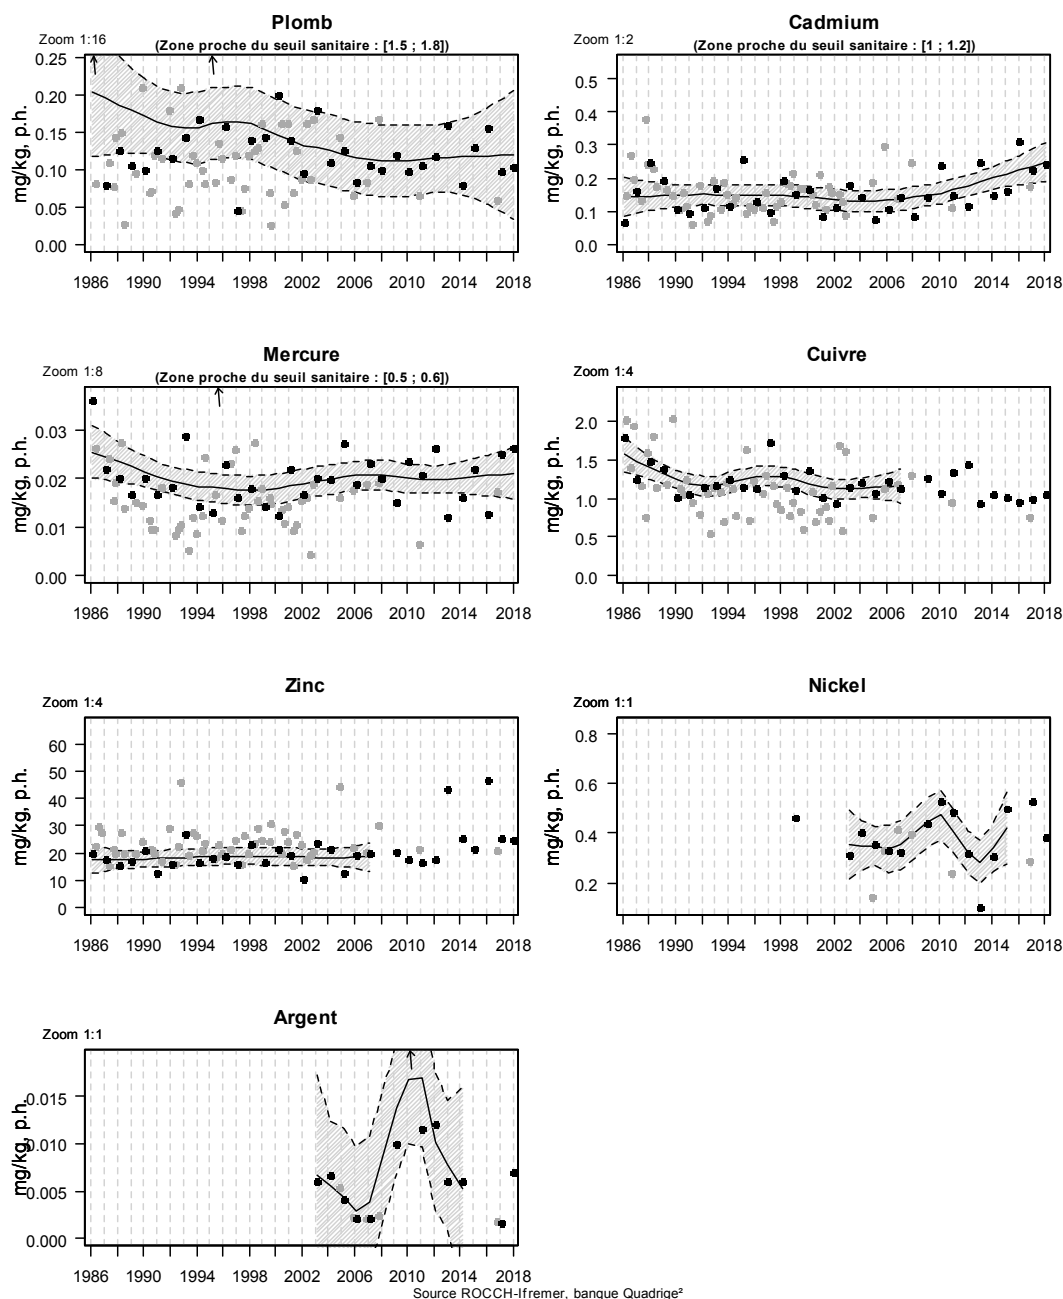 Plomb
Zoom 1:16
(Zone proche du seuil sanitaire : [1.5 ; 1.8])
mg/kg, p.h.
0.25
0.20
0.15
0.10
0.05
0.00
1986 1990 1994 1998 2002 2006 2010 2014 2018
Cadmium
Zoom 1:2
(Zone proche du seuil sanitaire : [1 ; 1.2])
mg/kg, p.h.
0.5
0.4
0.3
0.2
0.1
0.0
1986 1990 1994 1998 2002 2006 2010 2014 2018
Mercure
Zoom 1:8
(Zone proche du seuil sanitaire : [0.5 ; 0.6])
mg/kg, p.h.
0.03
0.02
0.01
0.00
1986 1990 1994 1998 2002 2006 2010 2014 2018
Cuivre
Zoom 1:4
mg/kg, p.h.
2.0
1.5
1.0
0.5
0.0
1986 1990 1994 1998 2002 2006 2010 2014 2018
Zinc
Zoom 1:4
mg/kg, p.h.
60
50
40
30
20
10
0
1986 1990 1994 1998 2002 2006 2010 2014 2018
Nickel
Zoom 1:1
mg/kg, p.h.
0.8
0.6
0.4
0.2
1986 1990 1994 1998 2002 2006 2010 2014 2018
Argent
Zoom 1:1
mg/kg, p.h.
0.015
0.010
0.005
0.000
1986 1990 1994 1998 2002 2006 2010 2014 2018
Source ROCCH-Ifremer, banque Quadrige²